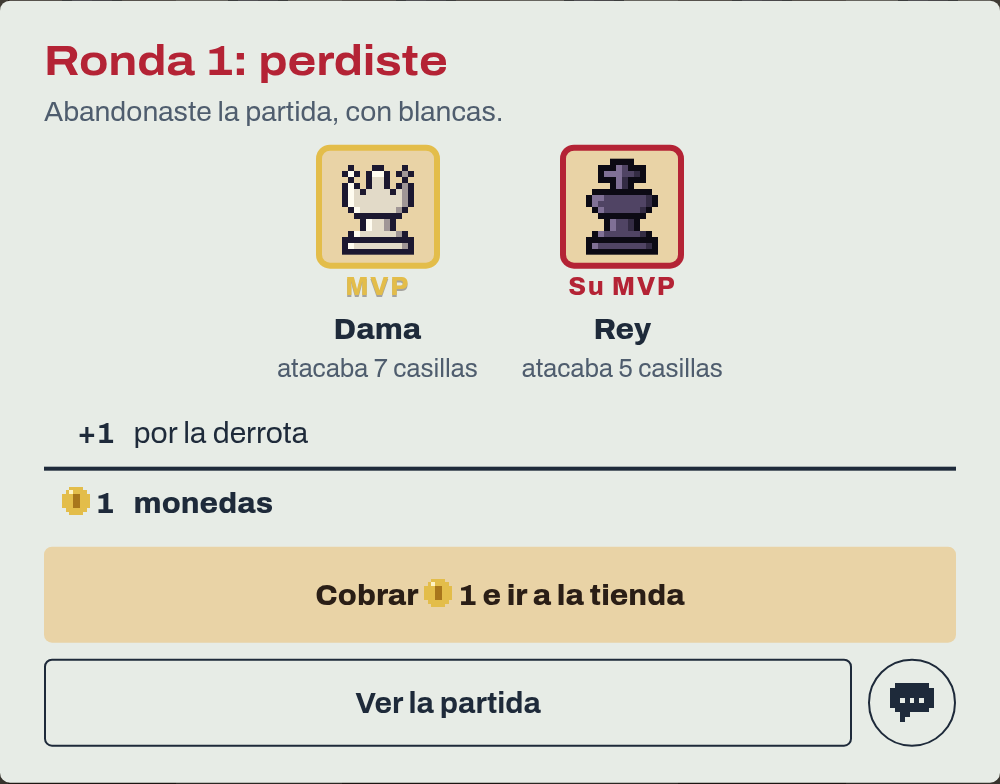 Ronda 1: perdiste
Abandonaste la partida, con blancas.
MVP
Su MVP
Dama
Rey
atacaba 7 casillas
atacaba 5 casillas
+1 por la derrota
1 monedas
Cobrar 1 e ir a la tienda
Ver la partida